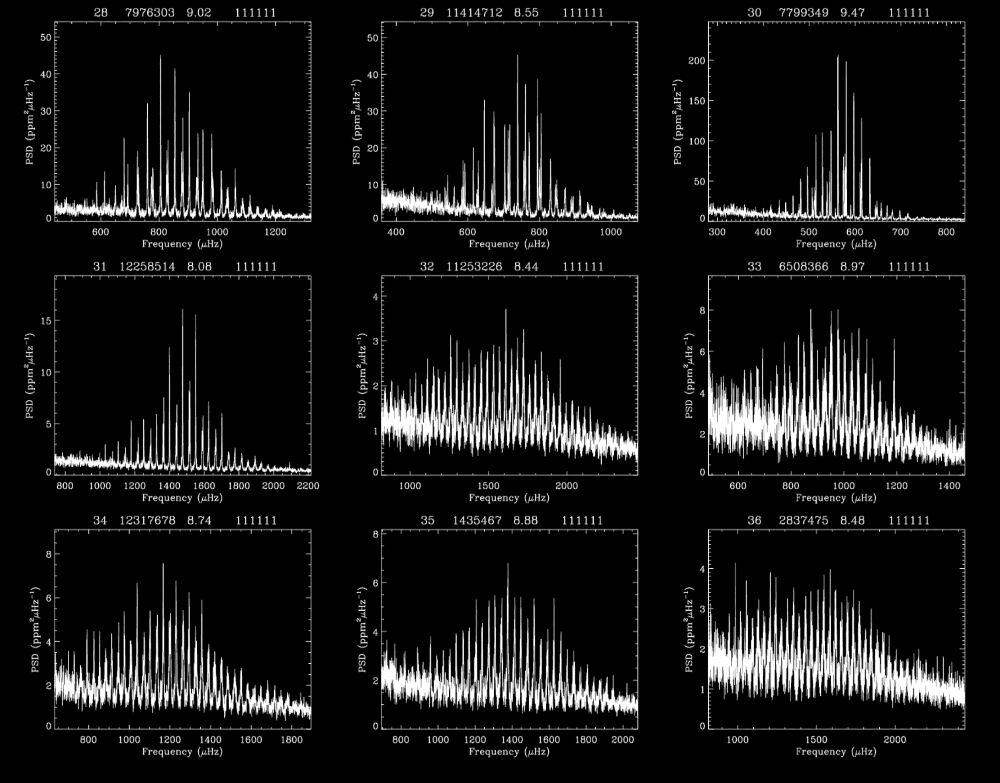 28 7976303 9.02 111111
PSD (ppm²μHz⁻¹)
50
40
30
20
10
0
600 800 1000 1200
Frequency (μHz)
29 11414712 8.55 111111
PSD (ppm²μHz⁻¹)
50
40
30
20
10
0
400 600 800 1000
Frequency (μHz)
30 7799349 9.47 111111
PSD (ppm²μHz⁻¹)
200
150
100
50
0
300 400 500 600 700 800
Frequency (μHz)
31 12258514 8.08 111111
PSD (ppm²μHz⁻¹)
15
10
5
0
800 1000 1200 1400 1600 1800 2000 2200
Frequency (μHz)
32 11253226 8.44 111111
PSD (ppm²μHz⁻¹)
4
3
2
1
0
1000 1500 2000
Frequency (μHz)
33 6508366 8.97 111111
PSD (ppm²μHz⁻¹)
8
6
4
2
0
600 800 1000 1200 1400
Frequency (μHz)
34 12317678 8.74 111111
PSD (ppm²μHz⁻¹)
8
6
4
2
0
800 1000 1200 1400 1600 1800
Frequency (μHz)
35 1435467 8.88 111111
PSD (ppm²μHz⁻¹)
8
6
4
2
0
800 1000 1200 1400 1600 1800 2000
Frequency (μHz)
36 2837475 8.48 111111
PSD (ppm²μHz⁻¹)
4
3
2
1
0
1000 1500 2000
Frequency (μHz)